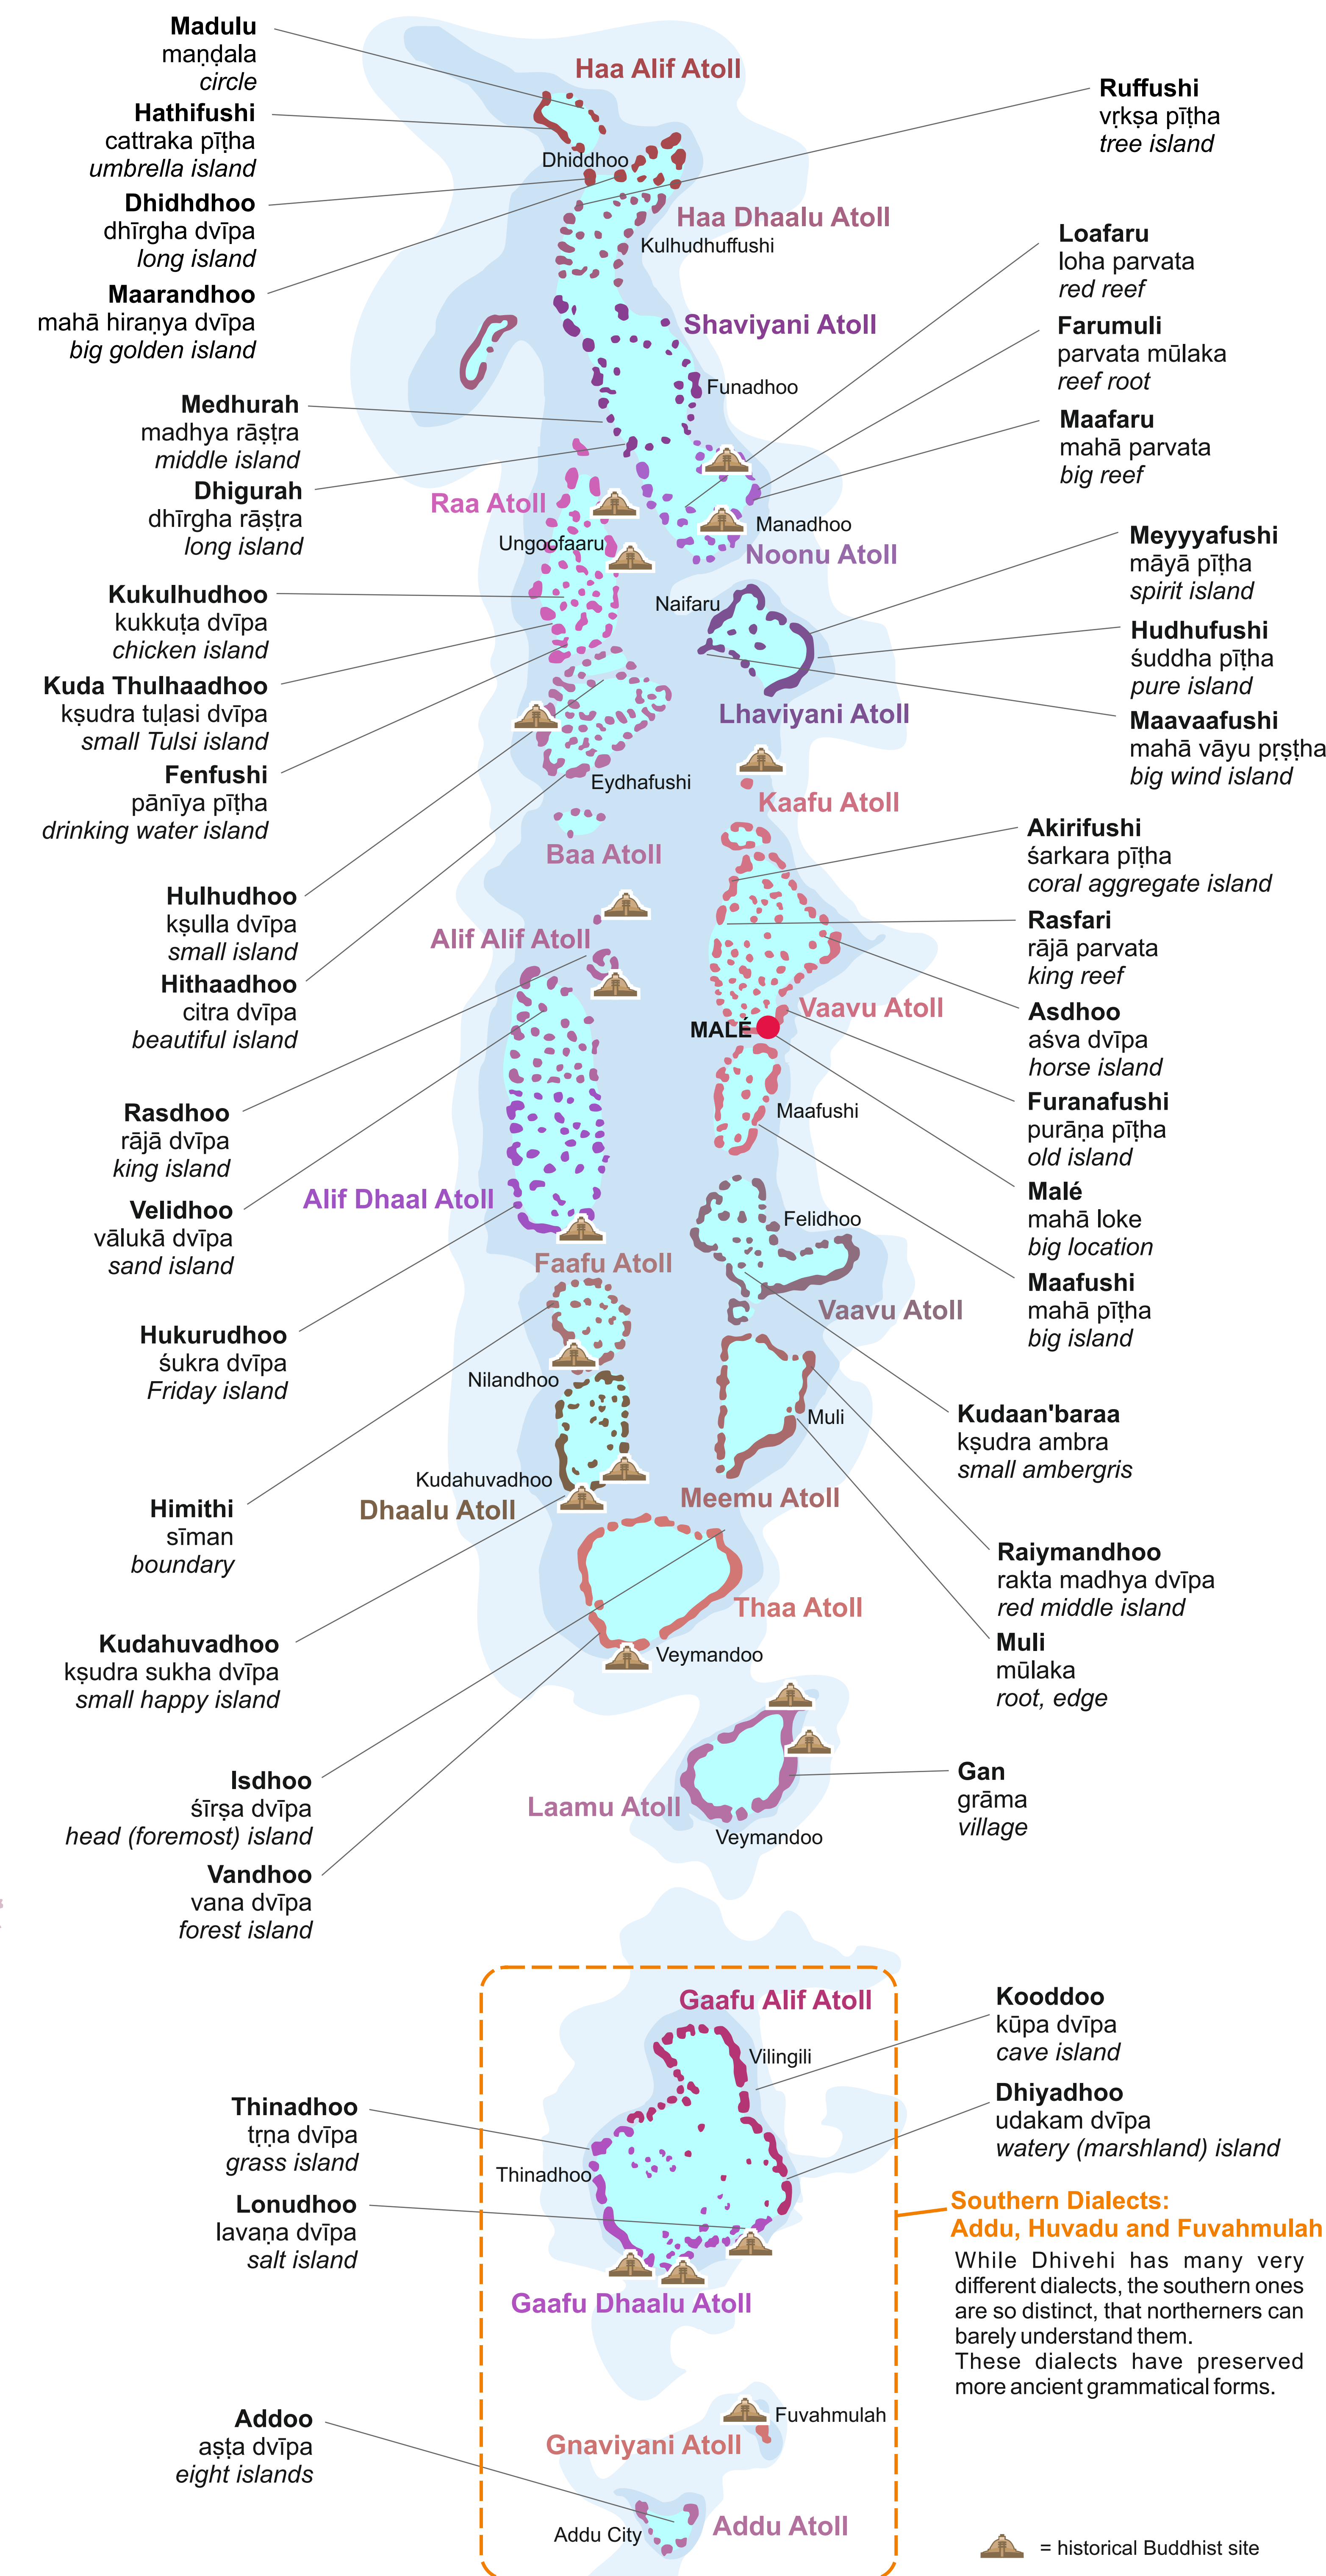 Madulu
maṇḍala
circle
Hathifushi
cattraka pīṭha
umbrella island
Dhidhdhoo
dhīrgha dvīpa
long island
Maarandhoo
mahā hiraṇya dvīpa
big golden island
Medhurah
madhya rāṣṭra
middle island
Dhigurah
dhīrgha rāṣṭra
long island
Kukulhudhoo
kukkuṭa dvīpa
chicken island
Kuda Thulhaadhoo
kṣudra tuḷasi dvīpa
small Tulsi island
Fenfushi
pānīya pīṭha
drinking water island
Hulhudhoo
kṣulla dvīpa
small island
Hithaadhoo
citra dvīpa
beautiful island
Rasdhoo
rājā dvīpa
king island
Velidhoo
vālukā dvīpa
sand island
Hukurudhoo
śukra dvīpa
Friday island
Himithi
sīman
boundary
Kudahuvadhoo
kṣudra sukha dvīpa
small happy island
Isdhoo
śīrṣa dvīpa
head (foremost) island
Vandhoo
vana dvīpa
forest island
Thinadhoo
tṛṇa dvīpa
grass island
Lonudhoo
lavaṇa dvīpa
salt island
Addoo
aṣṭa dvīpa
eight islands
Haa Alif Atoll
Dhiddhoo
Haa Dhaalu Atoll
Kulhudhuffushi
Shaviyani Atoll
Funadhoo
Raa Atoll
Ungoofaaru
Manadhoo
Noonu Atoll
Naifaru
Lhaviyani Atoll
Eydhafushi
Kaafu Atoll
Baa Atoll
Alif Alif Atoll
Vaavu Atoll
MALÉ
Maafushi
Alif Dhaal Atoll
Felidhoo
Faafu Atoll
Vaavu Atoll
Nilandhoo
Muli
Kudahuvadhoo
Meemu Atoll
Dhaalu Atoll
Thaa Atoll
Veymandoo
Laamu Atoll
Veymandoo
Gaafu Alif Atoll
Vilingili
Thinadhoo
Gaafu Dhaalu Atoll
Fuvahmulah
Gnaviyani Atoll
Addu Atoll
Addu City
Ruffushi
vṛkṣa pīṭha
tree island
Loafaru
loha parvata
red reef
Farumuli
parvata mūlaka
reef root
Maafaru
mahā parvata
big reef
Meyyyafushi
māyā pīṭha
spirit island
Hudhufushi
śuddha pīṭha
pure island
Maavaafushi
mahā vāyu pṛṣṭha
big wind island
Akirifushi
śarkara pīṭha
coral aggregate island
Rasfari
rājā parvata
king reef
Asdhoo
aśva dvīpa
horse island
Furanafushi
purāṇa pīṭha
old island
Malé
mahā loke
big location
Maafushi
mahā pīṭha
big island
Kudaan'baraa
kṣudra ambra
small ambergris
Raiymandhoo
rakta madhya dvīpa
red middle island
Muli
mūlaka
root, edge
Gan
grāma
village
Kooddoo
kūpa dvīpa
cave island
Dhiyadhoo
udakam dvīpa
watery (marshland) island
Southern Dialects:
Addu, Huvadu and Fuvahmulah
While Dhivehi has many very
different dialects, the southern ones
are so distinct, that northerners can
barely understand them.
These dialects have preserved
more ancient grammatical forms.
= historical Buddhist site